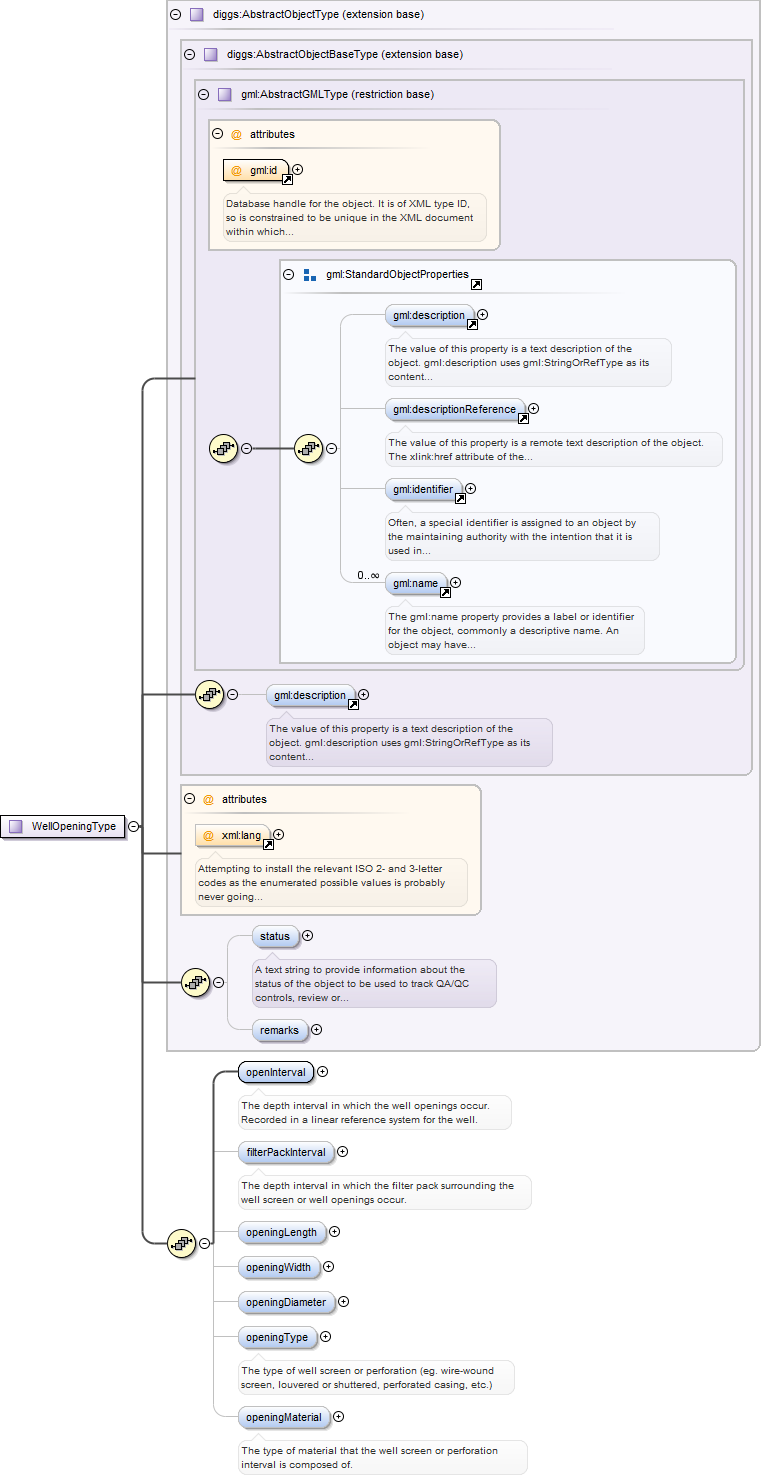 diggs:AbstractObjectType (extension base)
diggs:AbstractObjectBaseType (extension base)
gml:AbstractGMLType (restriction base)
@ attributes
@ gml:id
Database handle for the object. It is of XML type ID,
so is constrained to be unique in the XML document
within which...
gml:StandardObjectProperties
gml:description
The value of this property is a text description of the
object. gml:description uses gml:StringOrRefType as its
content...
gml:descriptionReference
The value of this property is a remote text description of the object.
The xlink:href attribute of the...
gml:identifier
Often, a special identifier is assigned to an object by
the maintaining authority with the intention that it is
used in...
0..∞
gml:name
The gml:name property provides a label or identifier
for the object, commonly a descriptive name. An
object may have...
gml:description
The value of this property is a text description of the
object. gml:description uses gml:StringOrRefType as its
content...
@ attributes
WellOpeningType
@ xml:lang
Attempting to install the relevant ISO 2- and 3-letter
codes as the enumerated possible values is probably
never going...
status
A text string to provide information about the
status of the object to be used to track QA/QC
controls, review or...
remarks
openInterval
The depth interval in which the well openings occur.
Recorded in a linear reference system for the well.
filterPackInterval
The depth interval in which the filter pack surrounding the
well screen or well openings occur.
openingLength
openingWidth
openingDiameter
openingType
The type of well screen or perforation (eg. wire-wound
screen, louvered or shuttered, perforated casing, etc.)
openingMaterial
The type of material that the well screen or perforation
interval is composed of.